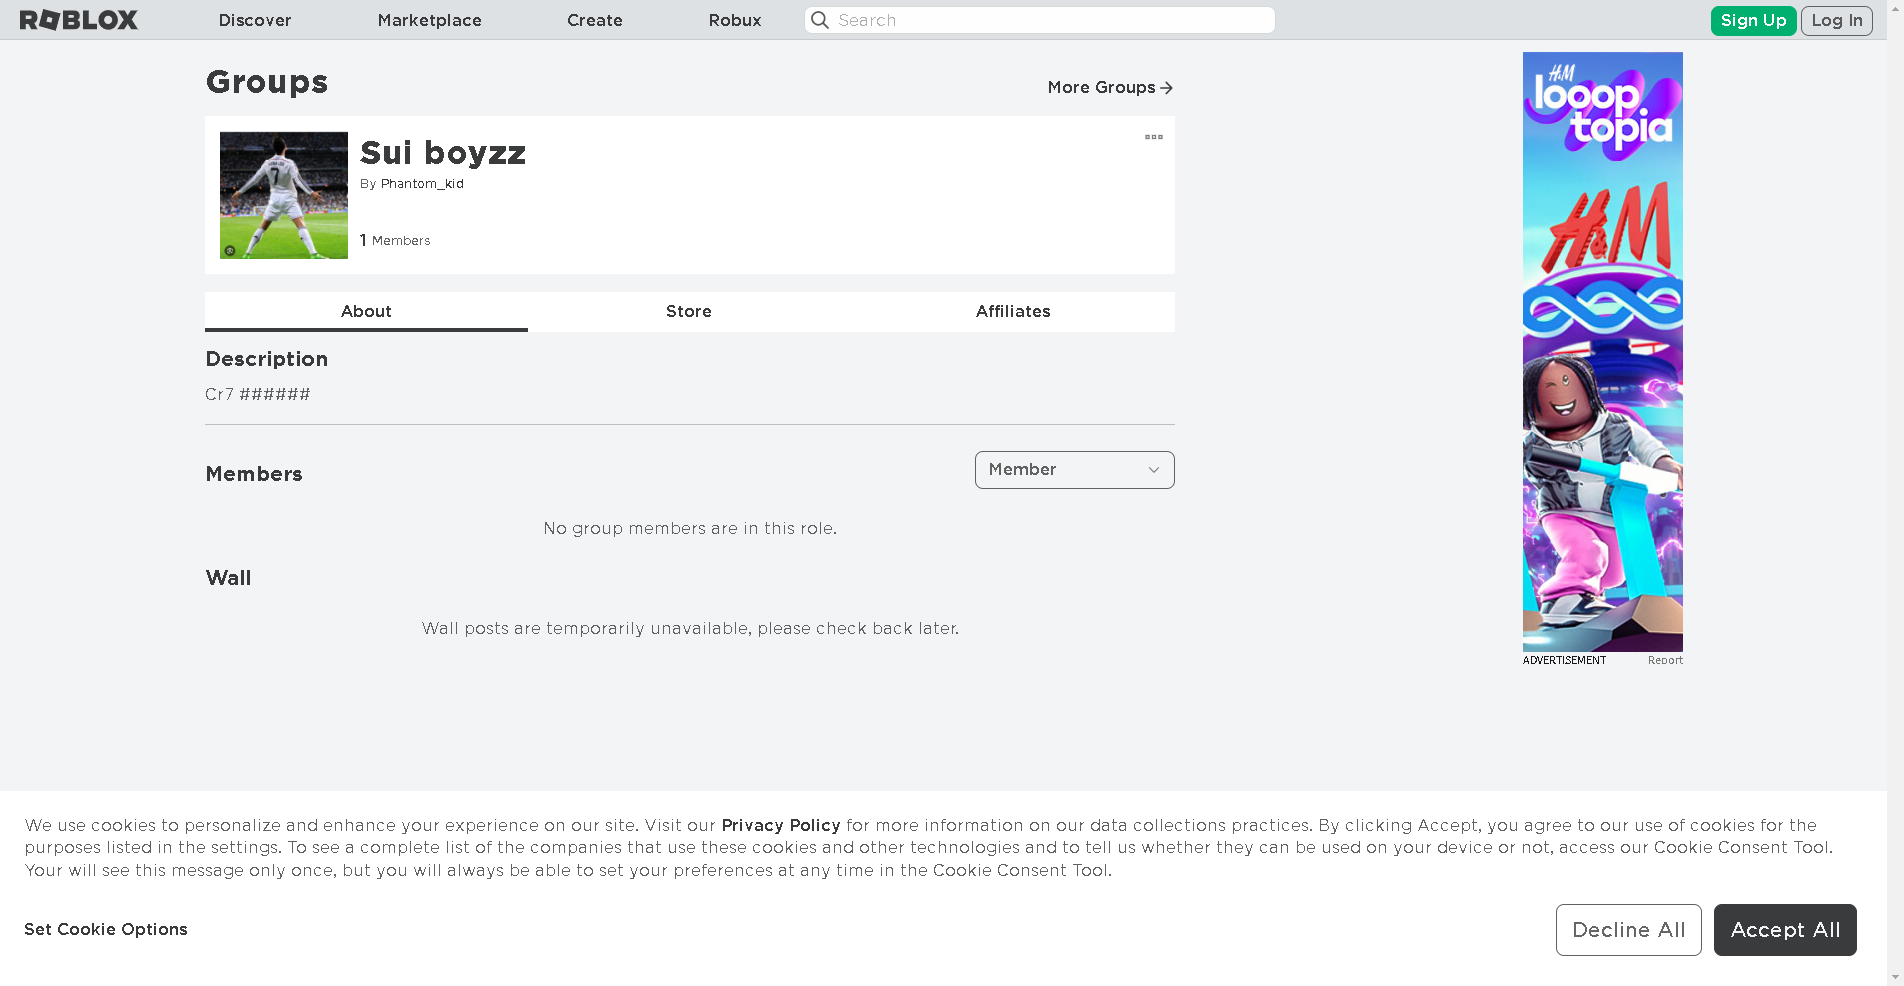 ROBLOX
Discover
Marketplace
Create
Robux
Search
Sign Up
Log In
Groups
More Groups
Sui boyzz
By Phantom_kid
1 Members
About
Store
Affiliates
Description
Cr7 ######
Members
Member
No group members are in this role.
Wall
Wall posts are temporarily unavailable, please check back later.
H&M
looop
topia
H&M
ADVERTISEMENT
Report
We use cookies to personalize and enhance your experience on our site. Visit our Privacy Policy for more information on our data collections practices. By clicking Accept, you agree to our use of cookies for the
purposes listed in the settings. To see a complete list of the companies that use these cookies and other technologies and to tell us whether they can be used on your device or not, access our Cookie Consent Tool.
Your will see this message only once, but you will always be able to set your preferences at any time in the Cookie Consent Tool.
Set Cookie Options
Decline All
Accept All